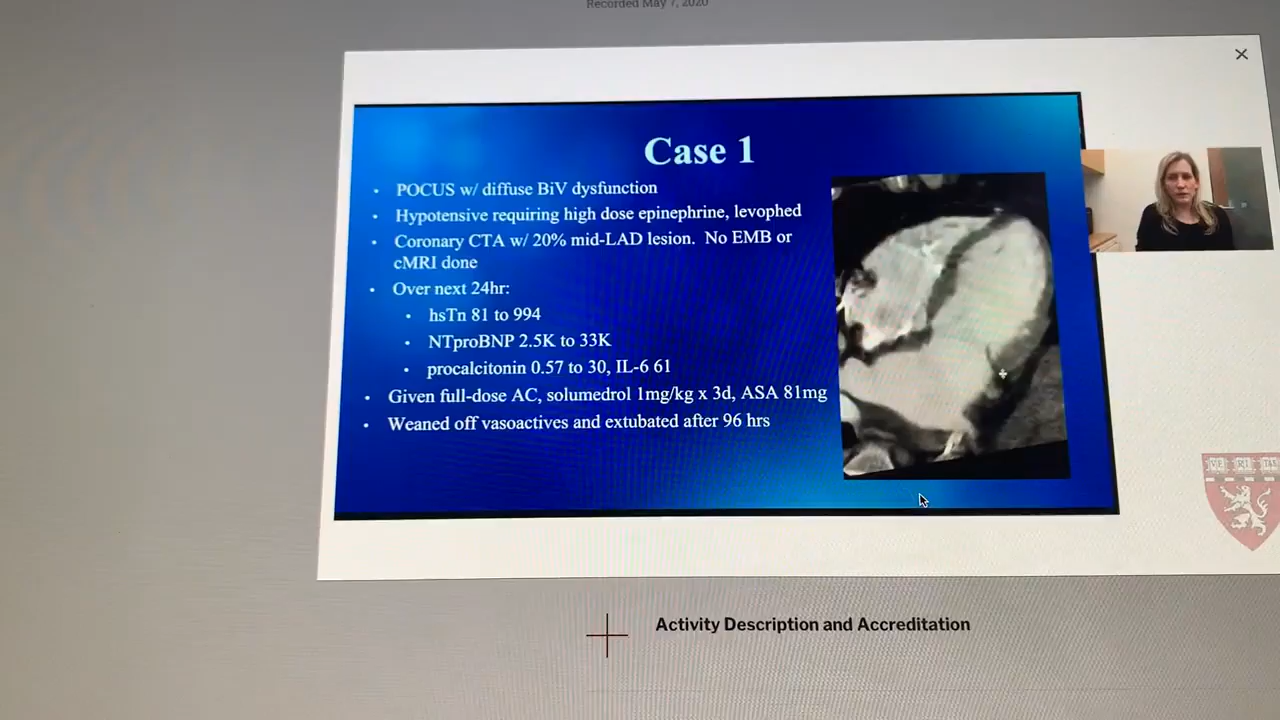 Recorded May 7, 2020
Case 1
POCUS w/ diffuse BiV dysfunction
Hypotensive requiring high dose epinephrine, levophed
Coronary CTA w/ 20% mid-LAD lesion. No EMB or
cMRI done
Over next 24hr:
hsTn 81 to 994
NTproBNP 2.5K to 33K
procalcitonin 0.57 to 30, IL-6 61
Given full-dose AC, solumedrol 1mg/kg x 3d, ASA 81mg
Weaned off vasoactives and extubated after 96 hrs
VE RI TA
Activity Description and Accreditation